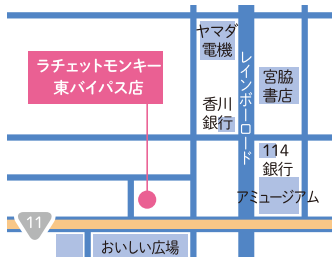 ヤマダ
電機
ラチェットモンキー
東バイパス店
レインボーロード
宮脇
書店
香川
銀行
114
銀行
アミュージアム
11
おいしい広場